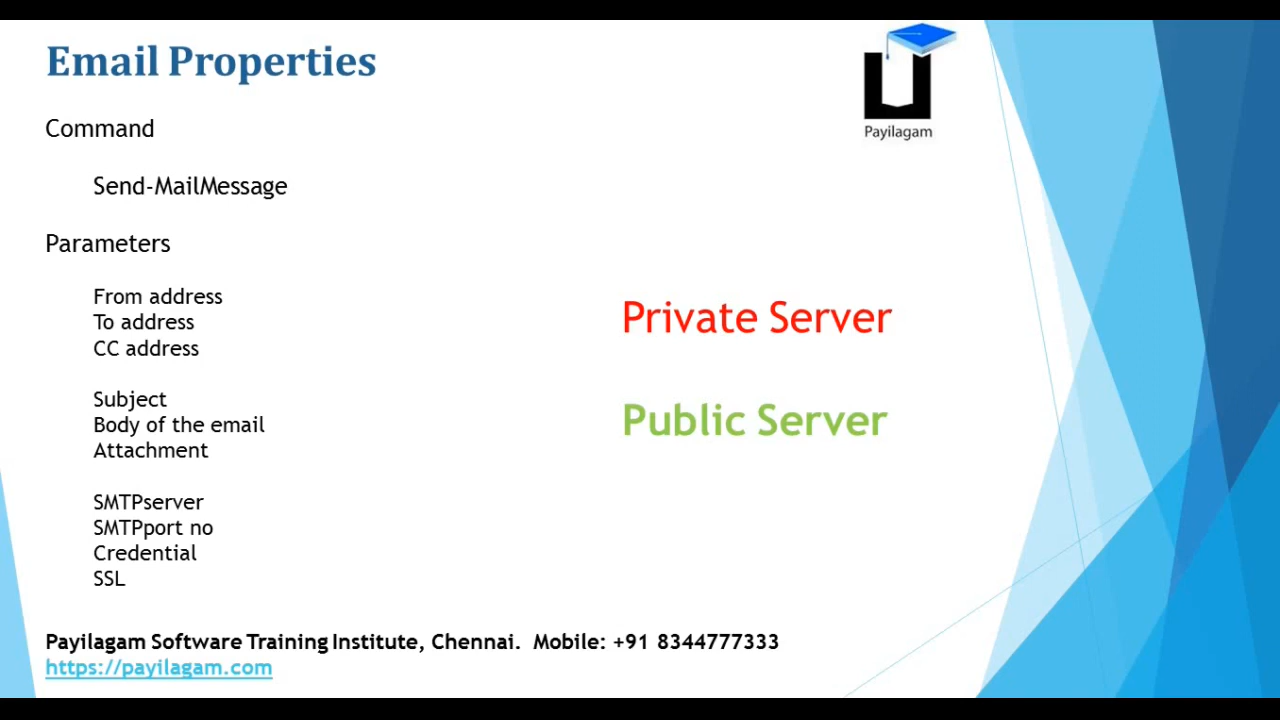 Email Properties
Payilagam
Command
Send-MailMessage
Parameters
From address
To address
CC address
Subject
Body of the email
Attachment
SMTPserver
SMTPport no
Credential
SSL
Private Server
Public Server
Payilagam Software Training Institute, Chennai.  Mobile: +91 8344777333
https://payilagam.com